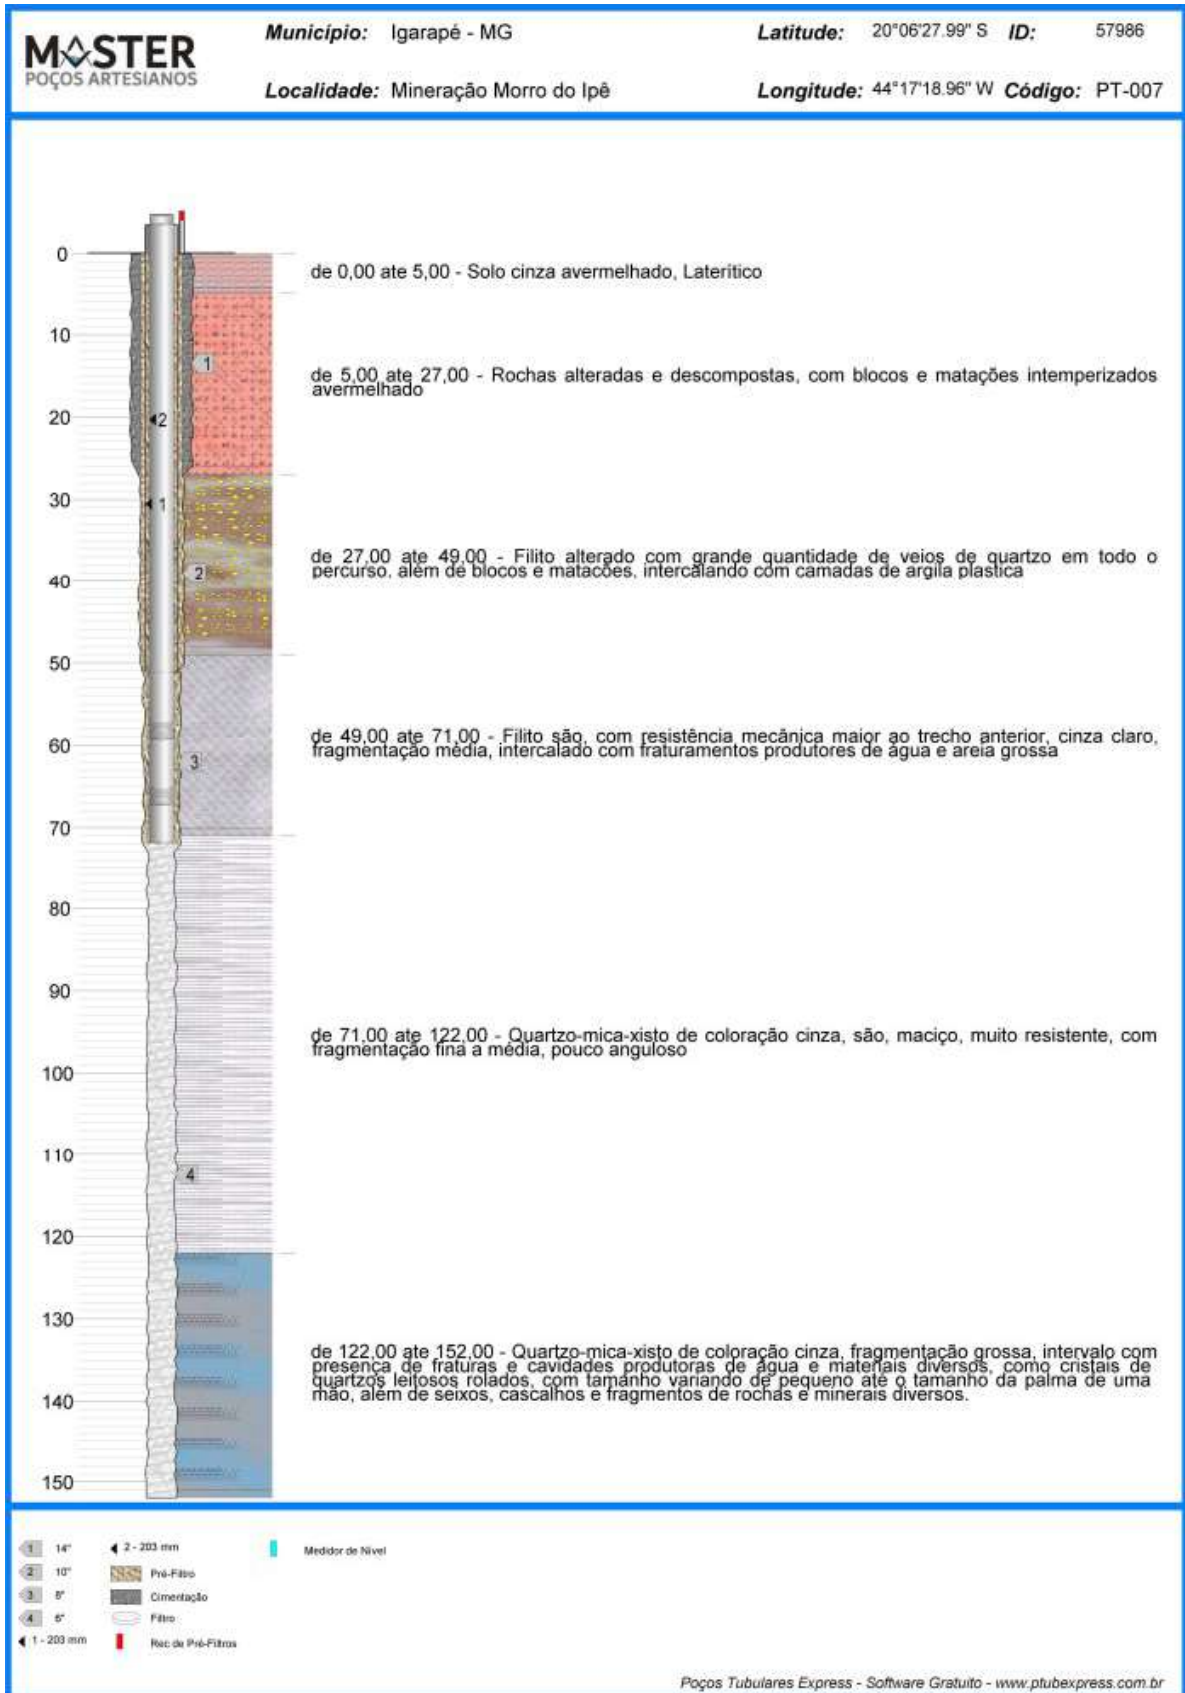 Município: Igarapé - MG Latitude: 20°06'27.99" S ID: 57986
MASTER
POÇOS ARTESIANOS
Localidade: Mineração Morro do Ipê Longitude: 44°17'18.96" W Código: PT-007
0
de 0,00 ate 5,00 - Solo cinza avermelhado, Laterítico
10
1
de 5,00 ate 27,00 - Rochas alteradas e descompostas, com blocos e matações intemperizados
avermelhado
20
2
30
1
de 27,00 ate 49,00 - Filito alterado com grande quantidade de veios de quartzo em todo o
percurso, além de blocos e matacões, intercalando com camadas de argila plastica
2
40
50
de 49,00 ate 71,00 - Filito são, com resistência mecânica maior ao trecho anterior, cinza claro,
fragmentação média, intercalado com fraturamentos produtores de água e areia grossa
60
3
70
80
90
de 71,00 ate 122,00 - Quartzo-mica-xisto de coloração cinza, são, maciço, muito resistente, com
fragmentação fina a média, pouco anguloso
100
110
4
120
130
de 122,00 ate 152,00 - Quartzo-mica-xisto de coloração cinza, fragmentação grossa, intervalo com
presença de fraturas e cavidades produtoras de água e materiais diversos, como cristais de
quartzos leitosos rolados, com tamanho variando de pequeno até o tamanho da palma de uma
mão, além de seixos, cascalhos e fragmentos de rochas e minerais diversos.
140
150
1 14" 2 - 203 mm Medidor de Nível
2 10" Pré-Filtro
3 8" Cimentação
4 6" Filtro
1 - 203 mm Rec de Pré-Filtros
Poços Tubulares Express - Software Gratuito - www.ptubexpress.com.br